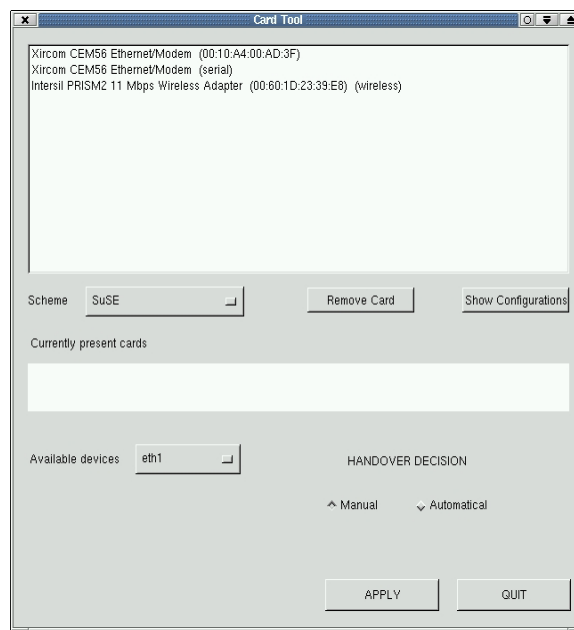 Card Tool
Xircom CEM56 Ethernet/Modem (00:10:A4:00:AD:3F)
Xircom CEM56 Ethernet/Modem (serial)
Intersil PRISM2 11 Mbps Wireless Adapter (00:60:1D:23:39:E8) (wireless)
Scheme SuSE Remove Card Show Configurations
Currently present cards
Available devices eth1 HANDOVER DECISION
Manual Automatical
APPLY QUIT